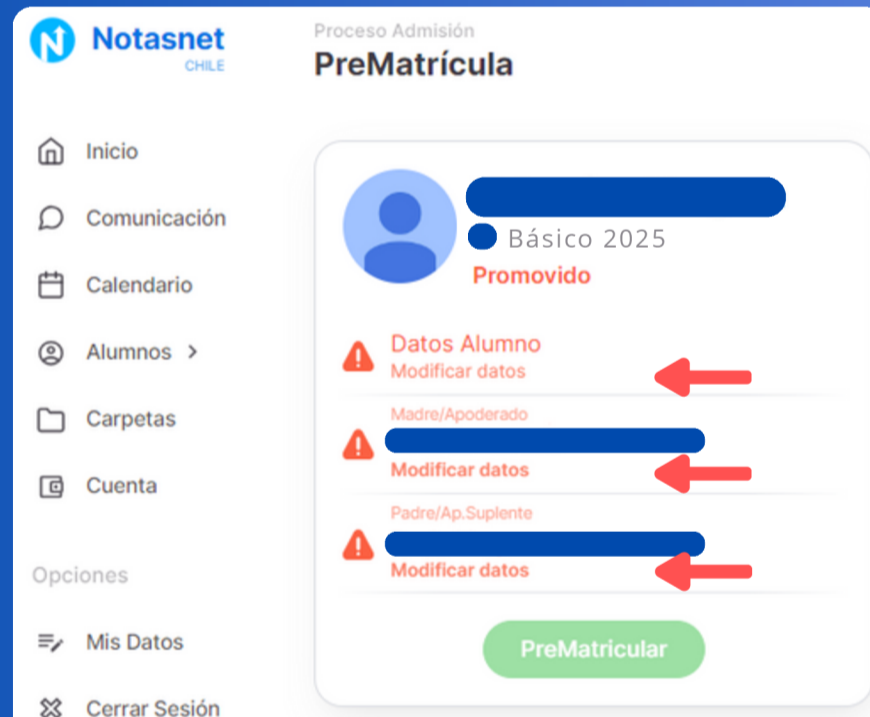 Notasnet
CHILE
Proceso Admisión
PreMatrícula
Inicio
Comunicación
Calendario
Alumnos >
Carpetas
Cuenta
Opciones
Mis Datos
Cerrar Sesión
Básico 2025
Promovido
Datos Alumno
Modificar datos
Madre/Apoderado
Modificar datos
Padre/Ap.Suplente
Modificar datos
PreMatricular